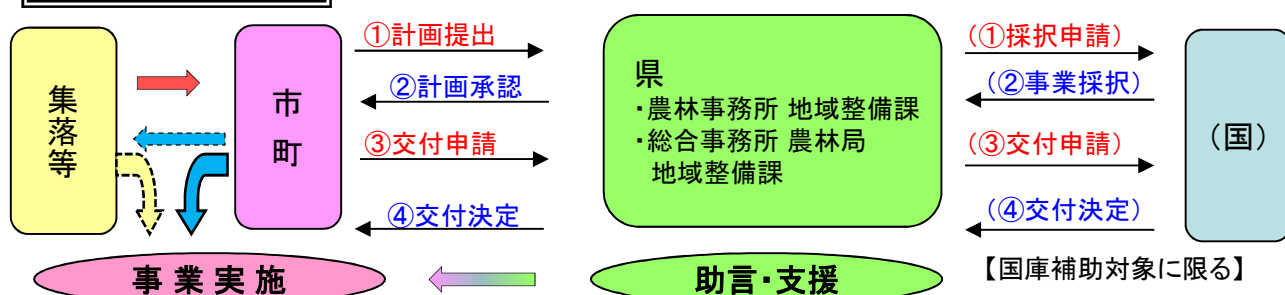 集落等
市町
①計画提出
②計画承認
③交付申請
④交付決定
県
・農林事務所 地域整備課
・総合事務所 農林局
地域整備課
(①採択申請)
(②事業採択)
(③交付申請)
(④交付決定)
(国)
事業実施
助言・支援
【国庫補助対象に限る】